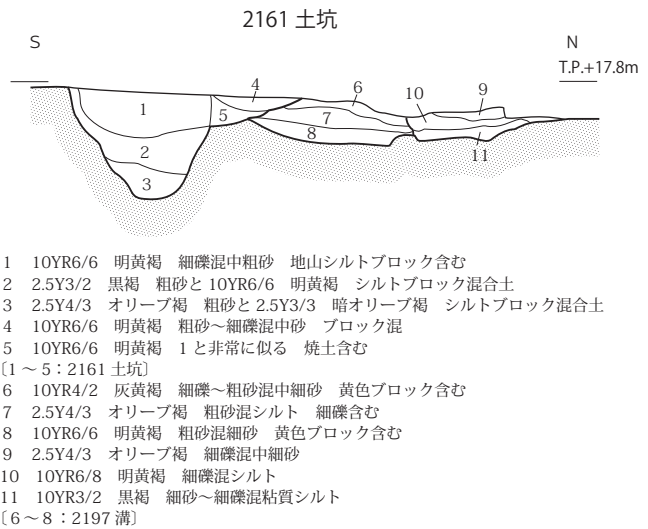 2161 土坑
S
N
T.P.+17.8m
4
6
10
9
1
5
7
8
2
11
3
1　10YR6/6　明黄褐　細礫混中粗砂　地山シルトブロック含む
2　2.5Y3/2　黒褐　粗砂と 10YR6/6　明黄褐　シルトブロック混合土
3　2.5Y4/3　オリーブ褐　粗砂と 2.5Y3/3　暗オリーブ褐　シルトブロック混合土
4　10YR6/6　明黄褐　粗砂～細礫混中砂　ブロック混
5　10YR6/6　明黄褐　1 と非常に似る　焼土含む
〔1 ～ 5：2161 土坑〕
6　10YR4/2　灰黄褐　細礫～粗砂混中細砂　黄色ブロック含む
7　2.5Y4/3　オリーブ褐　粗砂混シルト　細礫含む
8　10YR6/6　明黄褐　粗砂混細砂　黄色ブロック含む
9　2.5Y4/3　オリーブ褐　細礫混中細砂
10　10YR6/8　明黄褐　細礫混シルト
11　10YR3/2　黒褐　細砂～細礫混粘質シルト
〔6 ～ 8：2197 溝〕